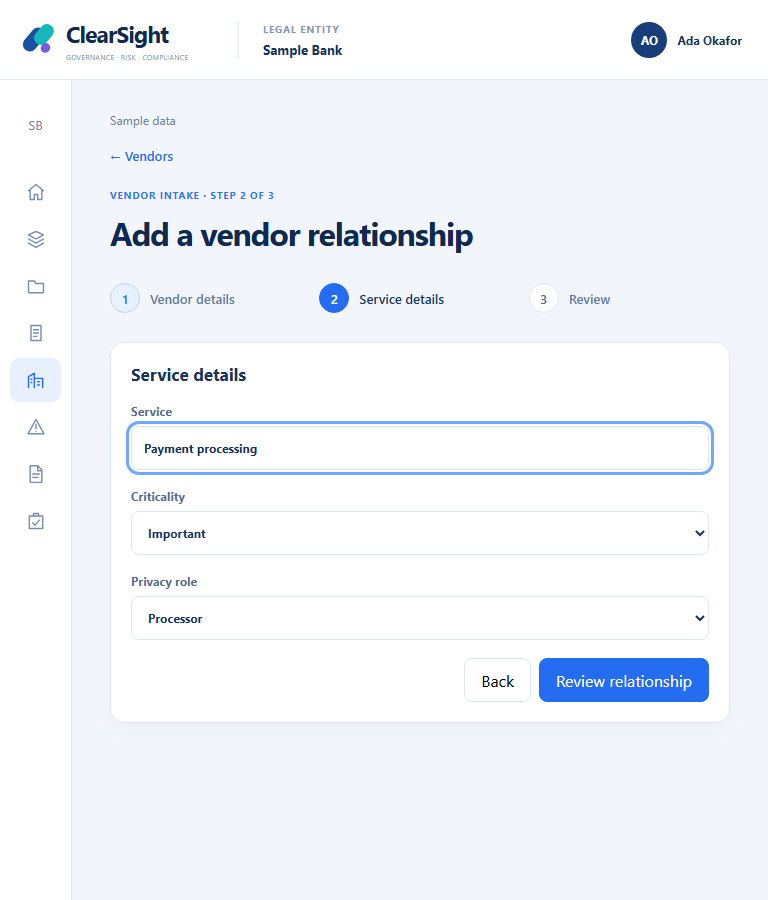 ClearSight
GOVERNANCE · RISK · COMPLIANCE
LEGAL ENTITY
Sample Bank
AO
Ada Okafor
SB
Sample data
← Vendors
VENDOR INTAKE · STEP 2 OF 3
Add a vendor relationship
1 Vendor details
2 Service details
3 Review
Service details
Service
Payment processing
Criticality
Important
Privacy role
Processor
Back
Review relationship